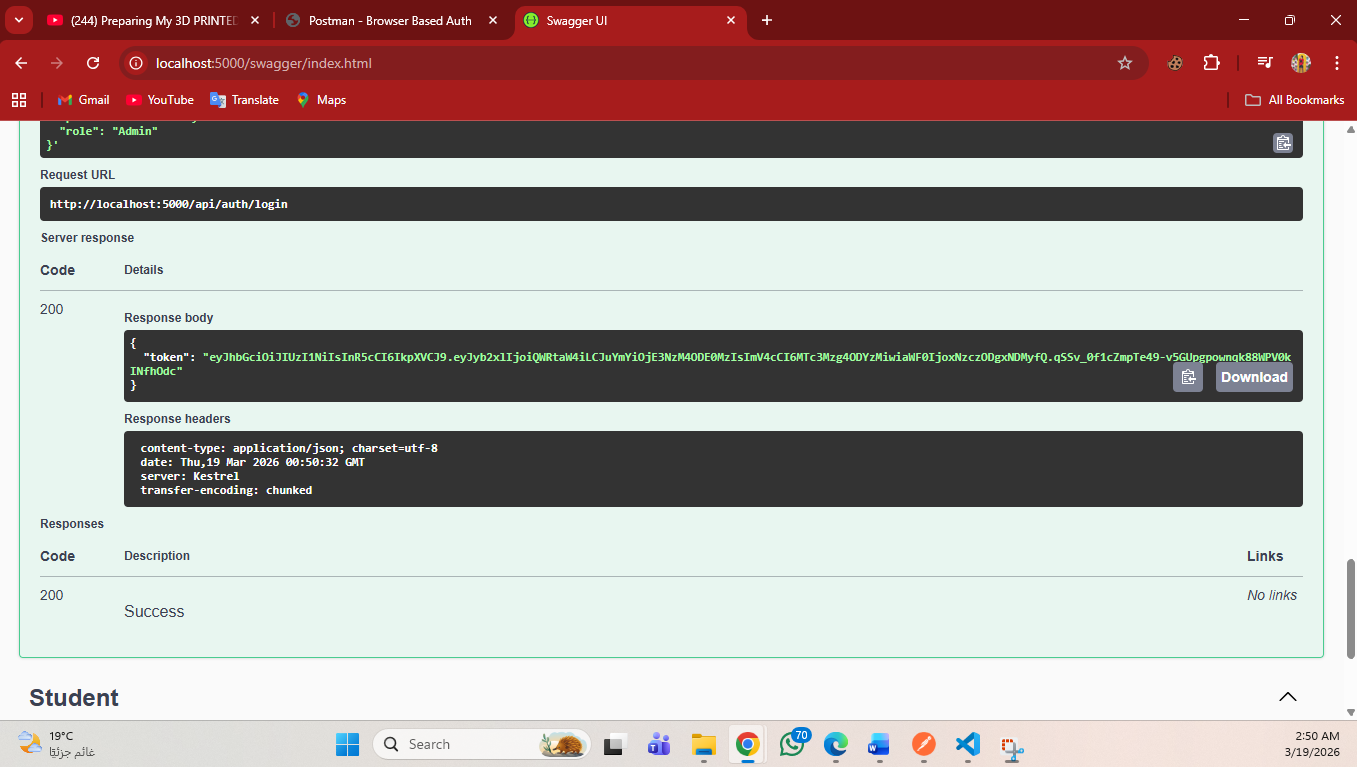 (244) Preparing My 3D PRINTED
Postman - Browser Based Auth
Swagger UI
localhost:5000/swagger/index.html
Gmail
YouTube
Translate
Maps
All Bookmarks
"role": "Admin"
}'
Request URL
http://localhost:5000/api/auth/login
Server response
Code Details
200
Response body
{
"token": "eyJhbGciOiJIUzI1NiIsInR5cCI6IkpXVCJ9.eyJyb2xlIjoiQWRtaW4iLCJuYmYiOjE3NzM4ODE0MzIsImV4cCI6MTc3Mzg4ODYzMiwiaWF0IjoxNzczODgxNDMyfQ.qSSv_0f1cZmpTe49-v5GUpgpownqk88WPV0k
INfhOdc"
}
Download
Response headers
content-type: application/json; charset=utf-8
date: Thu,19 Mar 2026 00:50:32 GMT
server: Kestrel
transfer-encoding: chunked
Responses
Code Description Links
200
Success
No links
Student
19°C
غائم جزئيًا
Search
70
2:50 AM
3/19/2026